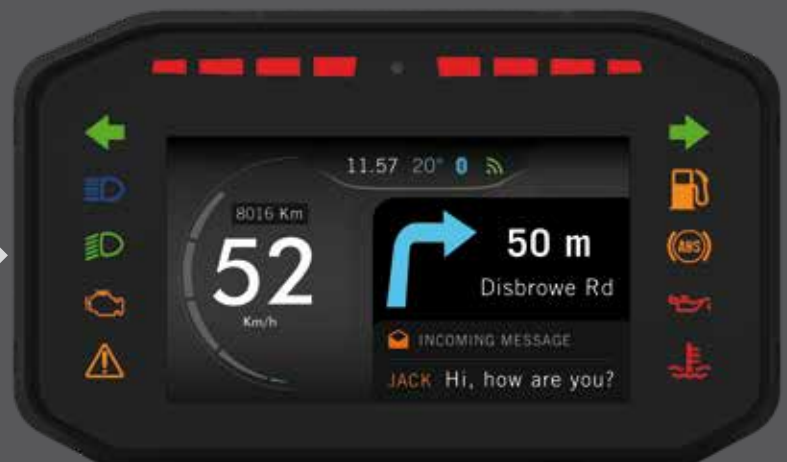 11.57 20°
8016 Km
52
Km/h
50 m
Disbrowe Rd
INCOMING MESSAGE
JACK Hi, how are you?
ABS